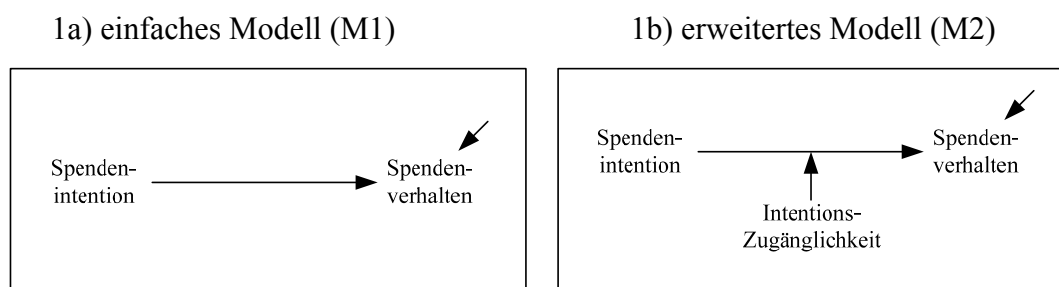 1a) einfaches Modell (M1)
1b) erweitertes Modell (M2)
Spenden-
intention
Spenden-
verhalten
Spenden-
intention
Spenden-
verhalten
Intentions-
Zugänglichkeit